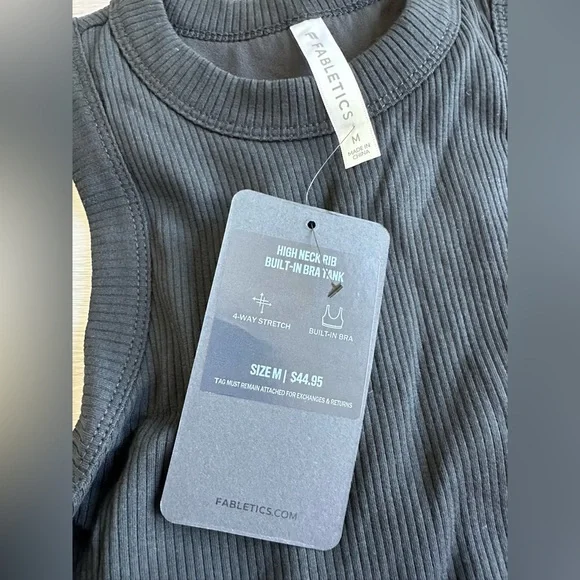 FABLETICS
M
MADE IN
CHINA
HIGH NECK RIB
BUILT-IN BRA TANK
4-WAY STRETCH
BUILT-IN BRA
SIZE M | $44.95
TAG MUST REMAIN ATTACHED FOR EXCHANGES & RETURNS
FABLETICS.COM